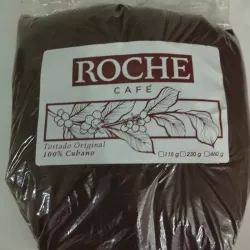 ROCHE
CAFÉ
Tostado Original
100% Cubano
115 g 230 g 460 g